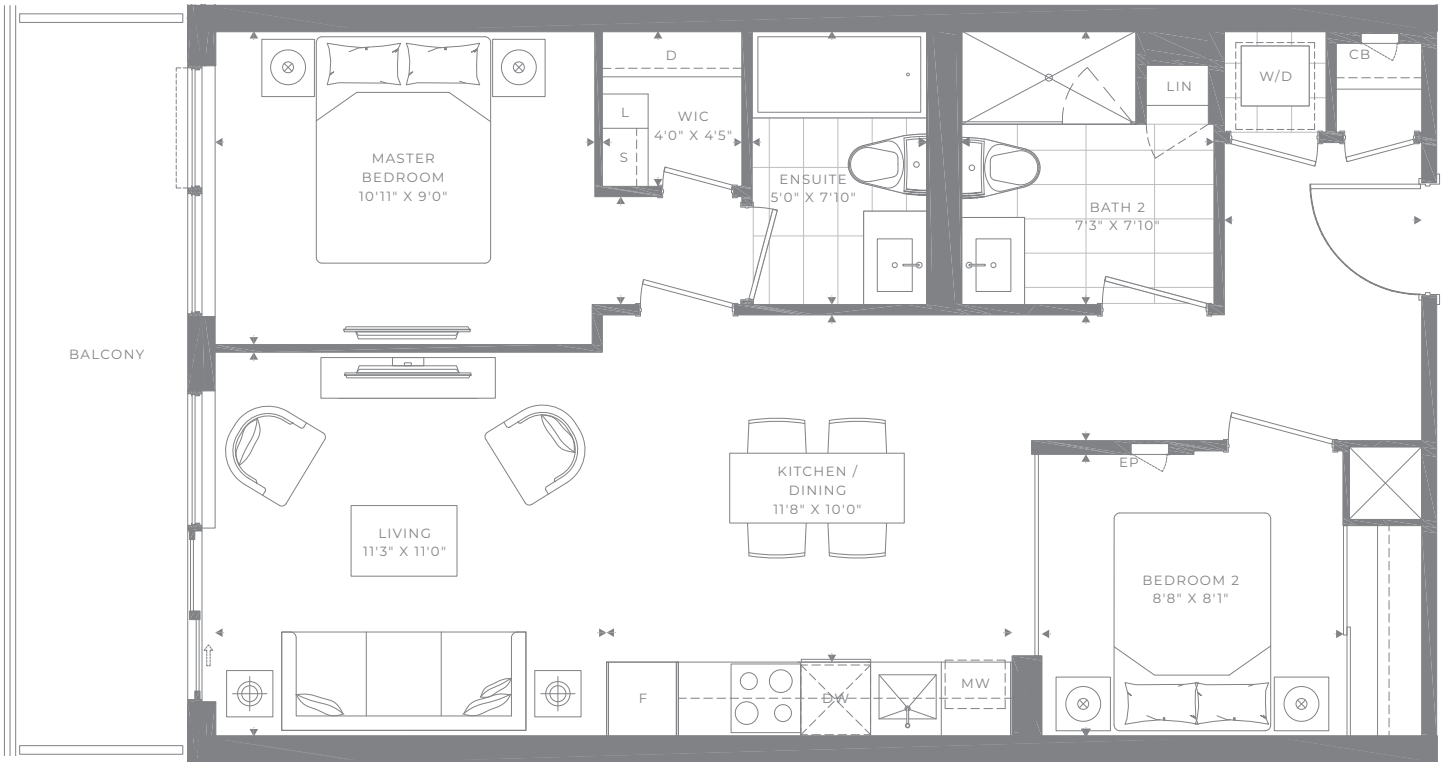 BALCONY
MASTER
BEDROOM
10'11" X 9'0"
D
L
S
WIC
4'0" X 4'5"
ENSUITE
5'0" X 7'10"
BATH 2
7'3" X 7'10"
LIN
W/D
CB
LIVING
11'3" X 11'0"
KITCHEN /
DINING
11'8" X 10'0"
EP
BEDROOM 2
8'8" X 8'1"
F
DW
MW